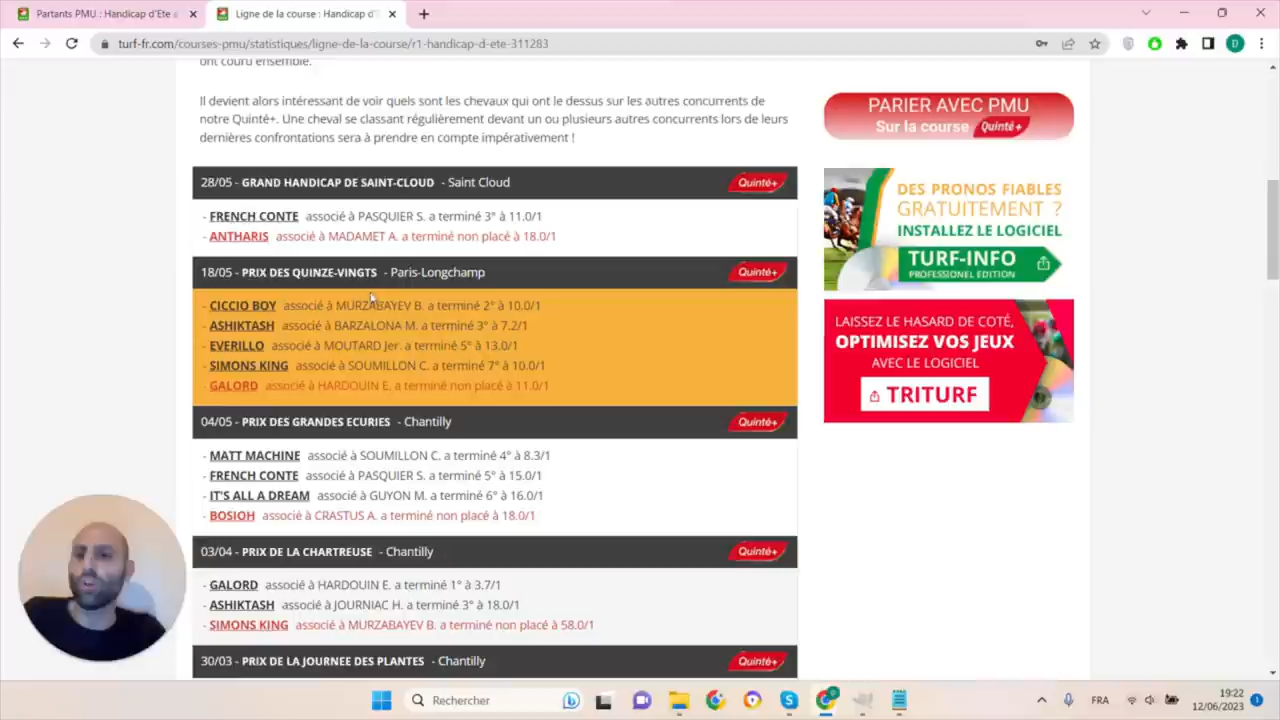 Partants PMU : Handicap d'Ete a
Ligne de la course : Handicap d'
turf-fr.com/courses-pmu/statistiques/ligne-de-la-course/r1-handicap-d-ete-311283
D
ont couru ensemble.
Il devient alors intéressant de voir quels sont les chevaux qui ont le dessus sur les autres concurrents de
notre Quinté+. Une cheval se classant régulièrement devant un ou plusieurs autres concurrents lors de leurs
dernières confrontations sera à prendre en compte impérativement !
28/05 - GRAND HANDICAP DE SAINT-CLOUD - Saint Cloud Quinté+
- FRENCH CONTE associé à PASQUIER S. a terminé 3° à 11.0/1
- ANTHARIS associé à MADAMET A. a terminé non placé à 18.0/1
18/05 - PRIX DES QUINZE-VINGTS - Paris-Longchamp Quinté+
- CICCIO BOY associé à MURZABAYEV B. a terminé 2° à 10.0/1
- ASHIKTASH associé à BARZALONA M. a terminé 3° à 7.2/1
- EVERILLO associé à MOUTARD Jer. a terminé 5° à 13.0/1
- SIMONS KING associé à SOUMILLON C. a terminé 7° à 10.0/1
- GALORD associé à HARDOUIN E. a terminé non placé à 11.0/1
04/05 - PRIX DES GRANDES ECURIES - Chantilly Quinté+
- MATT MACHINE associé à SOUMILLON C. a terminé 4° à 8.3/1
- FRENCH CONTE associé à PASQUIER S. a terminé 5° à 15.0/1
- IT'S ALL A DREAM associé à GUYON M. a terminé 6° à 16.0/1
- BOSIOH associé à CRASTUS A. a terminé non placé à 18.0/1
03/04 - PRIX DE LA CHARTREUSE - Chantilly Quinté+
- GALORD associé à HARDOUIN E. a terminé 1° à 3.7/1
- ASHIKTASH associé à JOURNIAC H. a terminé 3° à 18.0/1
- SIMONS KING associé à MURZABAYEV B. a terminé non placé à 58.0/1
30/03 - PRIX DE LA JOURNEE DES PLANTES - Chantilly Quinté+
PARIER AVEC PMU
Sur la course Quinté+
DES PRONOS FIABLES
GRATUITEMENT ?
INSTALLEZ LE LOGICIEL
TURF-INFO
PROFESSIONEL EDITION
LAISSEZ LE HASARD DE COTÉ,
OPTIMISEZ VOS JEUX
AVEC LE LOGICIEL
TRITURF
Rechercher
FRA
19:22
12/06/2023